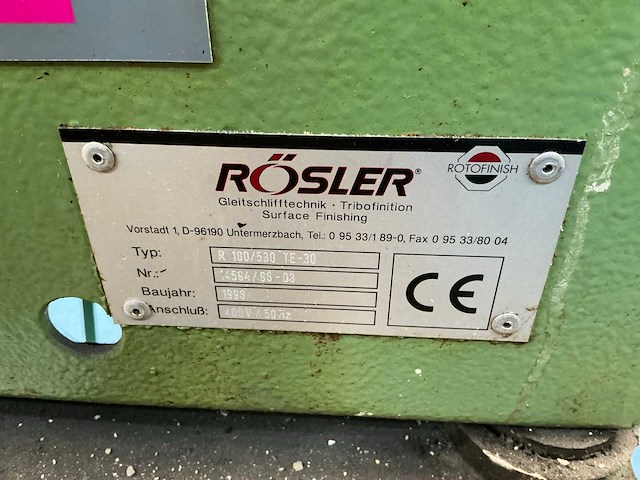 RÖSLER®
ROTOFINISH
Gleitschlifftechnik · Tribofinition
Surface Finishing
Vorstadt 1, D-96190 Untermerzbach, Tel.: 0 95 33/1 89-0, Fax 0 95 33/80 04
Typ: R 180/530 TE-30
Nr.:
Baujahr:
Anschluß: 400V / 50Hz
CE